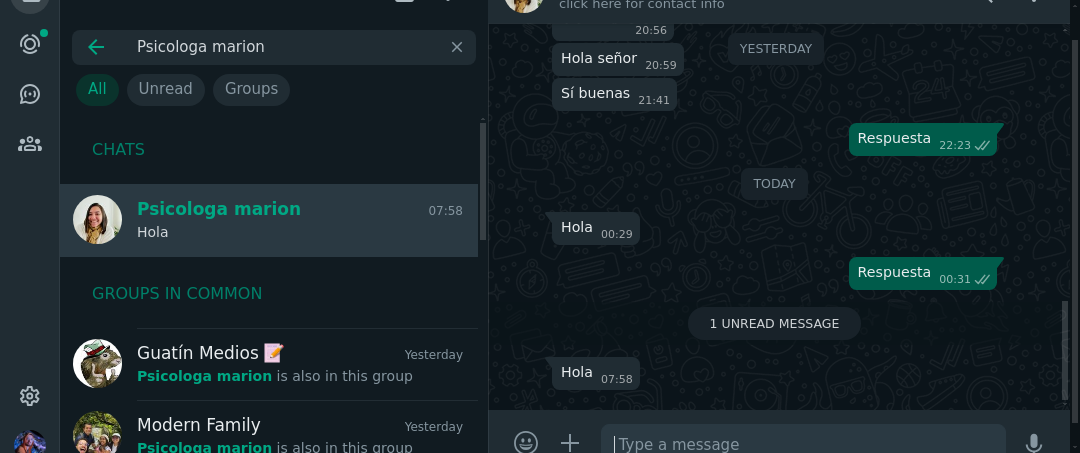 Psicologa marion
All
Unread
Groups
CHATS
Psicologa marion
07:58
Hola
GROUPS IN COMMON
Guatín Medios 📝
Yesterday
Psicologa marion is also in this group
Modern Family
Yesterday
Psicologa marion is also in this group
click here for contact info
20:56
YESTERDAY
Hola señor 20:59
Sí buenas 21:41
Respuesta 22:23
TODAY
Hola 00:29
Respuesta 00:31
1 UNREAD MESSAGE
Hola 07:58
Type a message